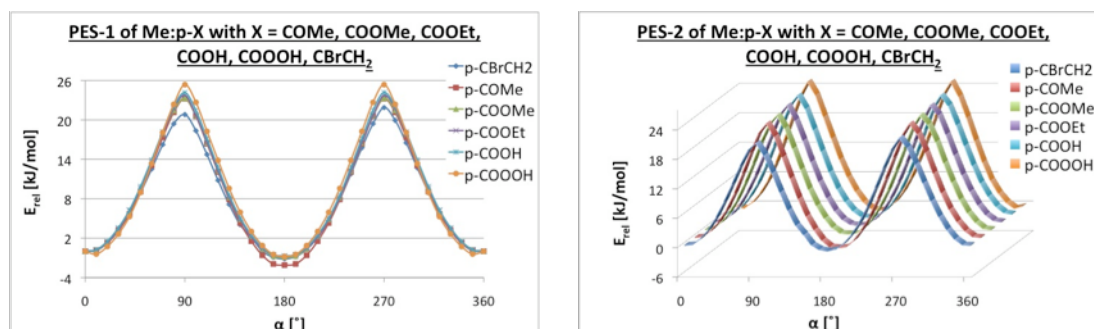 PES-1 of Me:p-X with X = COMe, COOMe, COOEt,
COOH, COOOH, CBrCH2
26
20
14
8
2
-4
Erel [kJ/mol]
0 90 180 270 360
α [°]
p-CBrCH2
p-COMe
p-COOMe
p-COOEt
p-COOH
p-COOOH
PES-2 of Me:p-X with X = COMe, COOMe, COOEt,
COOH, COOOH, CBrCH2
24
18
12
6
0
-6
Erel [kJ/mol]
0 90 180 270 360
α [°]
p-CBrCH2
p-COMe
p-COOMe
p-COOEt
p-COOH
p-COOOH